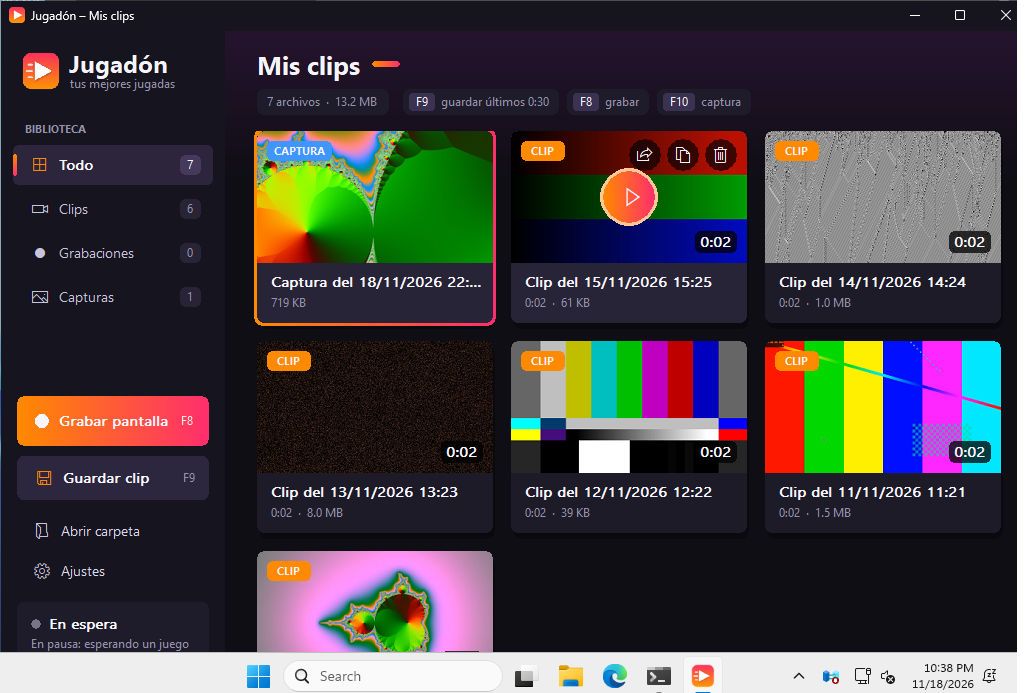 Jugadón – Mis clips
Jugadón
tus mejores jugadas
BIBLIOTECA
Todo 7
Clips 6
Grabaciones 0
Capturas 1
Grabar pantalla F8
Guardar clip F9
Abrir carpeta
Ajustes
En espera
En pausa: esperando un juego
Mis clips
7 archivos · 13.2 MB F9 guardar últimos 0:30 F8 grabar F10 captura
CAPTURA
Captura del 18/11/2026 22:...
719 KB
CLIP
0:02
Clip del 15/11/2026 15:25
0:02 · 61 KB
CLIP
0:02
Clip del 14/11/2026 14:24
0:02 · 1.0 MB
CLIP
0:02
Clip del 13/11/2026 13:23
0:02 · 8.0 MB
CLIP
0:02
Clip del 12/11/2026 12:22
0:02 · 39 KB
CLIP
0:02
Clip del 11/11/2026 11:21
0:02 · 1.5 MB
CLIP
Search
10:38 PM
11/18/2026